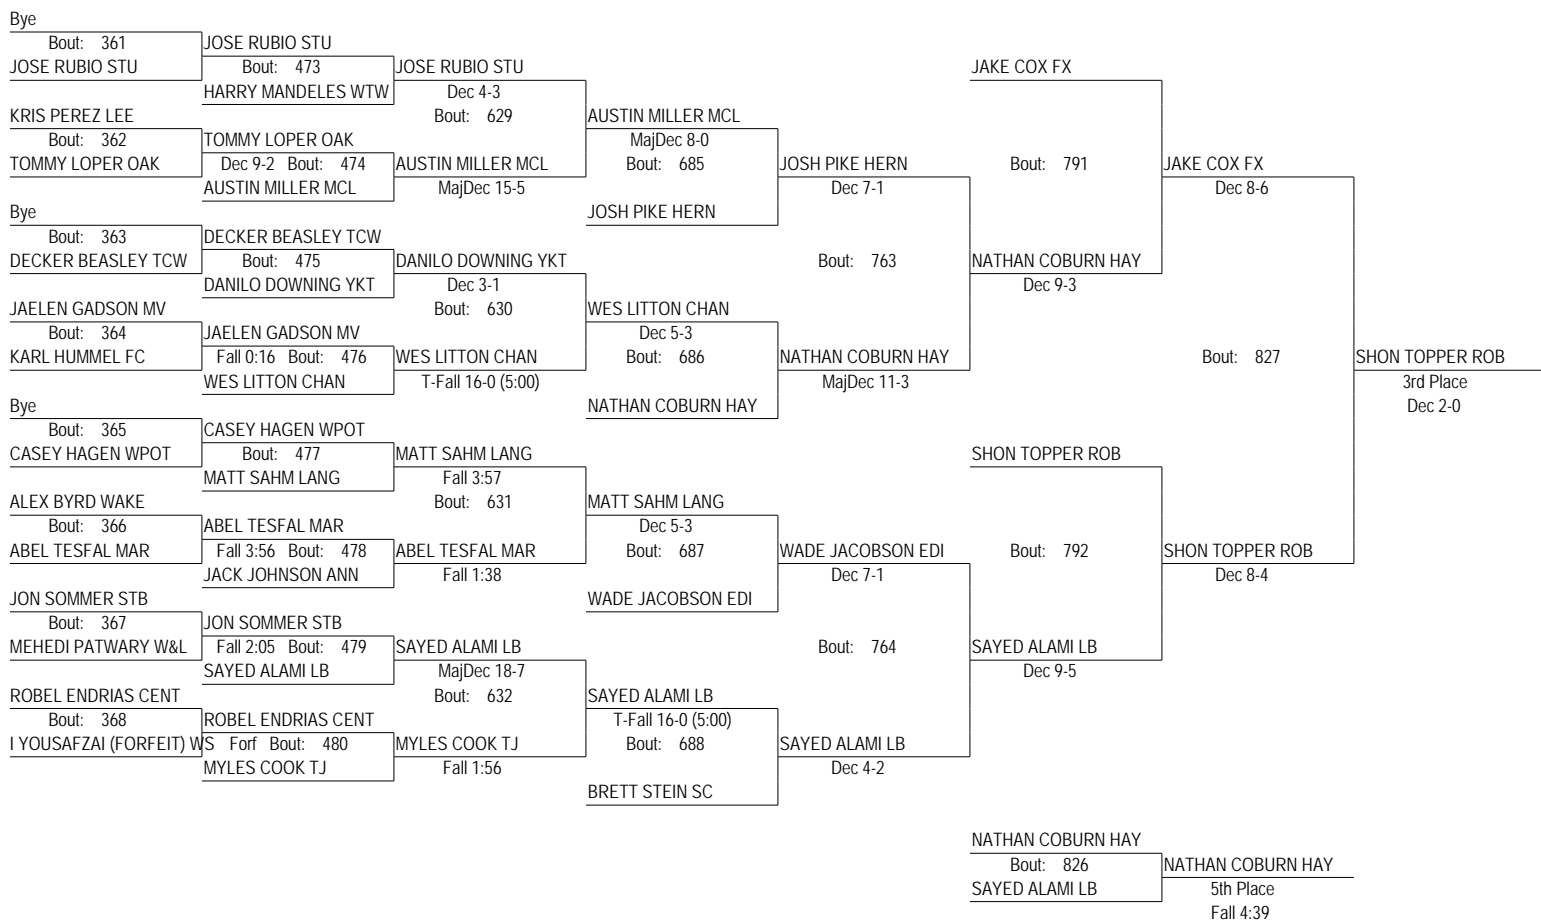 Bye
Bout: 361
JOSE RUBIO STU
JOSE RUBIO STU
Bout: 473
HARRY MANDELES WTW
JOSE RUBIO STU
Dec 4-3
Bout: 629
KRIS PEREZ LEE
Bout: 362
TOMMY LOPER OAK
TOMMY LOPER OAK
Dec 9-2 Bout: 474
AUSTIN MILLER MCL
AUSTIN MILLER MCL
MajDec 15-5
AUSTIN MILLER MCL
MajDec 8-0
Bout: 685
JOSH PIKE HERN
JOSH PIKE HERN
Dec 7-1
Bye
Bout: 363
DECKER BEASLEY TCW
DECKER BEASLEY TCW
Bout: 475
DANILO DOWNING YKT
DANILO DOWNING YKT
Dec 3-1
Bout: 630
JAELEN GADSON MV
Bout: 364
KARL HUMMEL FC
JAELEN GADSON MV
Fall 0:16 Bout: 476
WES LITTON CHAN
WES LITTON CHAN
T-Fall 16-0 (5:00)
WES LITTON CHAN
Dec 5-3
Bout: 686
NATHAN COBURN HAY
NATHAN COBURN HAY
MajDec 11-3
Bout: 763
JAKE COX FX
Bout: 791
NATHAN COBURN HAY
Dec 9-3
JAKE COX FX
Dec 8-6
Bye
Bout: 365
CASEY HAGEN WPOT
CASEY HAGEN WPOT
Bout: 477
MATT SAHM LANG
MATT SAHM LANG
Fall 3:57
Bout: 631
ALEX BYRD WAKE
Bout: 366
ABEL TESFAL MAR
ABEL TESFAL MAR
Fall 3:56 Bout: 478
JACK JOHNSON ANN
ABEL TESFAL MAR
Fall 1:38
MATT SAHM LANG
Dec 5-3
Bout: 687
WADE JACOBSON EDI
WADE JACOBSON EDI
Dec 7-1
JON SOMMER STB
Bout: 367
MEHEDI PATWARY W&L
JON SOMMER STB
Fall 2:05 Bout: 479
SAYED ALAMI LB
SAYED ALAMI LB
MajDec 18-7
Bout: 632
ROBEL ENDRIAS CENT
Bout: 368
I YOUSAFZAI (FORFEIT) WS
ROBEL ENDRIAS CENT
Forf Bout: 480
MYLES COOK TJ
MYLES COOK TJ
Fall 1:56
SAYED ALAMI LB
T-Fall 16-0 (5:00)
Bout: 688
BRETT STEIN SC
SAYED ALAMI LB
Dec 4-2
Bout: 764
SHON TOPPER ROB
Bout: 792
SAYED ALAMI LB
Dec 9-5
SHON TOPPER ROB
Dec 8-4
Bout: 827
SHON TOPPER ROB
3rd Place
Dec 2-0
NATHAN COBURN HAY
Bout: 826
SAYED ALAMI LB
NATHAN COBURN HAY
5th Place
Fall 4:39